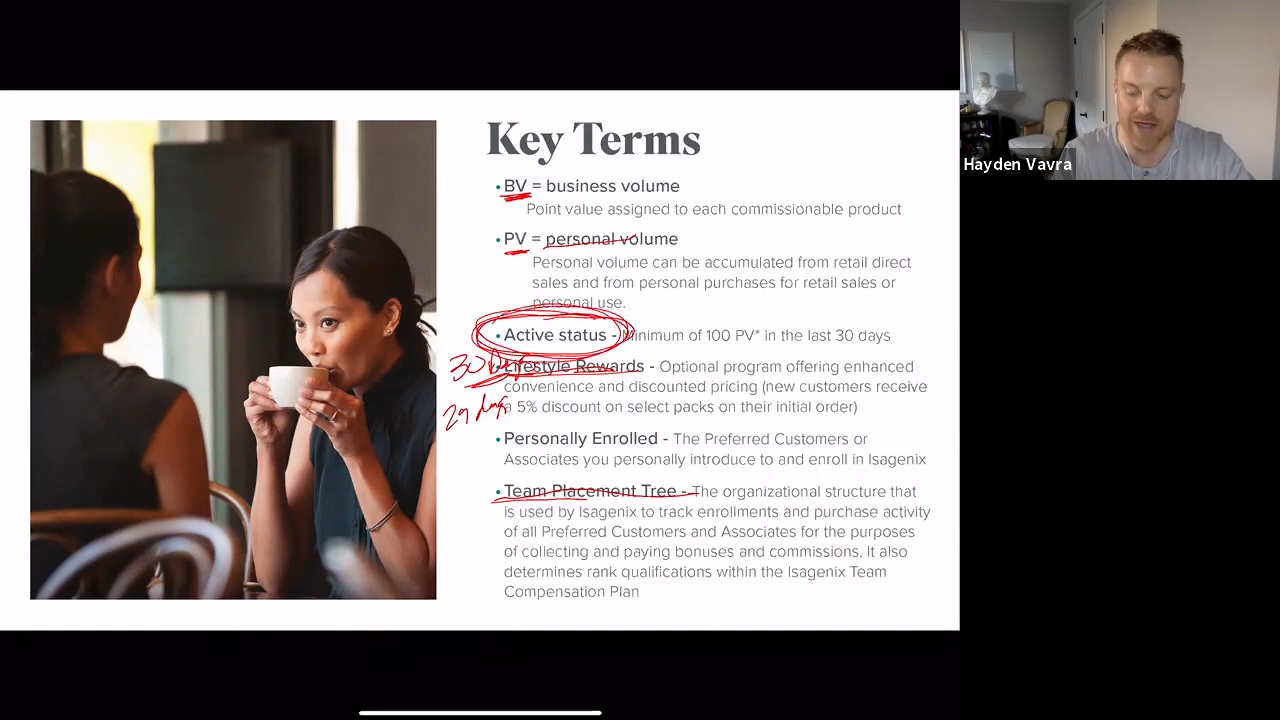 Key Terms
• BV = business volume
Point value assigned to each commissionable product
• PV = personal volume
Personal volume can be accumulated from retail direct
sales and from personal purchases for retail sales or
personal use.
• Active status - Minimum of 100 PV* in the last 30 days
30 Days
• Lifestyle Rewards - Optional program offering enhanced
convenience and discounted pricing (new customers receive
29 days
a 5% discount on select packs on their initial order)
• Personally Enrolled - The Preferred Customers or
Associates you personally introduce to and enroll in Isagenix
• Team Placement Tree - The organizational structure that
is used by Isagenix to track enrollments and purchase activity
of all Preferred Customers and Associates for the purposes
of collecting and paying bonuses and commissions. It also
determines rank qualifications within the Isagenix Team
Compensation Plan
Hayden Vavra